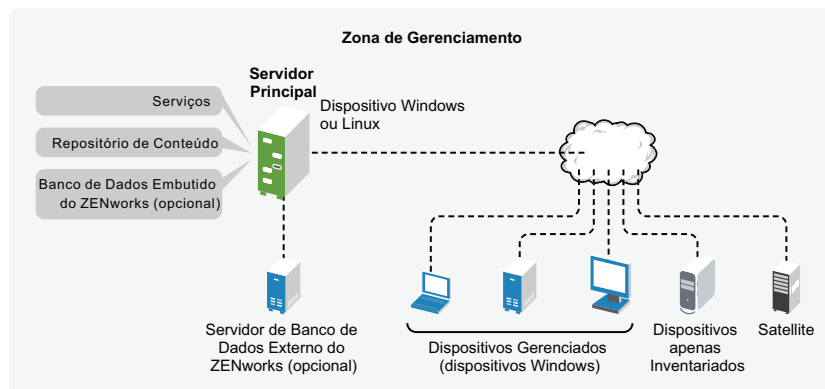 Zona de Gerenciamento
Servidor
Principal
Dispositivo Windows
ou Linux
Serviços
Repositório de Conteúdo
Banco de Dados Embutido
do ZENworks (opcional)
Servidor de Banco de
Dados Externo do
ZENworks (opcional)
Dispositivos Gerenciados
(dispositivos Windows)
Dispositivos
apenas
Inventariados
Satellite